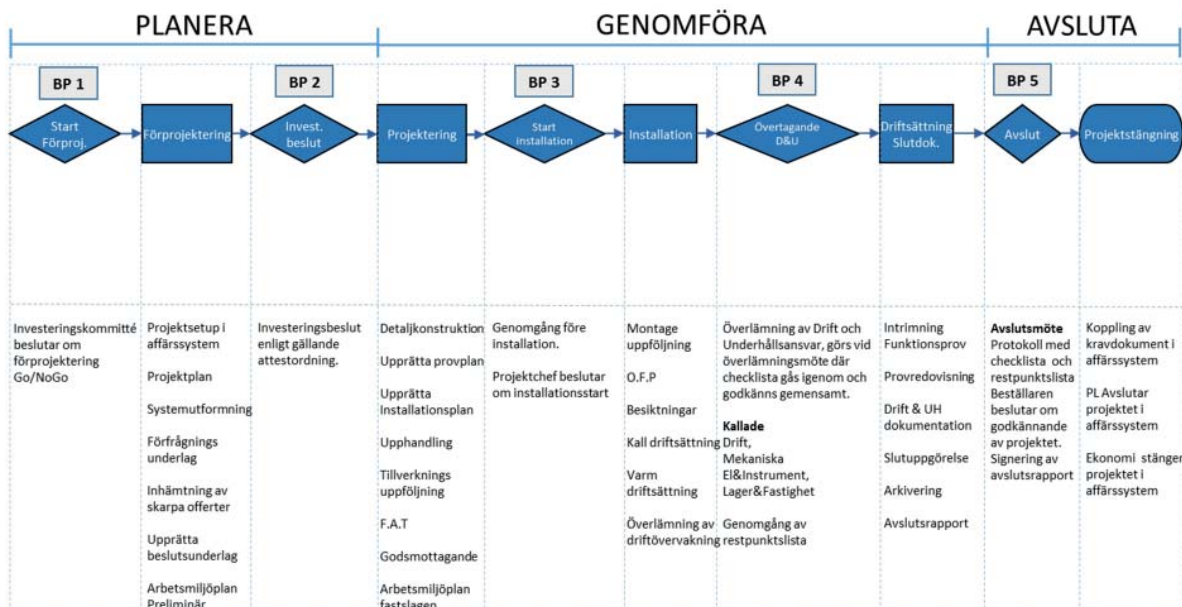 PLANERA
GENOMFÖRA
AVSLUTA
BP 1
BP 2
BP 3
BP 4
BP 5
Start
Förproj.
Förprojektering
Invest.
beslut
Projektering
Start
installation
Installation
Övertagande
D&U
Driftsättning
Slutdok.
Avslut
Projektstängning
Investeringskommitté
beslutar om
förprojektering
Go/NoGo
Projektsetup i
affärssystem
Projektplan
Systemutformning
Förfrågnings
underlag
Inhämtning av
skarpa offerter
Upprätta
beslutsunderlag
Arbetsmiljöplan
Preliminär
Investeringsbeslut
enligt gällande
attestordning.
Detaljkonstruktion
Upprätta provplan
Upprätta
Installationsplan
Upphandling
Tillverknings
uppföljning
F.A.T
Godsmottagande
Arbetsmiljöplan
fastslagen
Genomgång före
installation.
Projektchef beslutar
om installationsstart
Montage
uppföljning
O.F.P
Besiktningar
Kall driftsättning
Varm
driftsättning
Överlämning av
driftövervakning
Överlämning av Drift och
Underhållsansvar, görs vid
överlämningsmöte där
checklista gås igenom och
godkänns gemensamt.
Kallade
Drift,
Mekaniska
El&Instrument,
Lager&Fastighet
Genomgång av
restpunktslista
Intrimning
Funktionsprov
Provredovisning
Drift & UH
dokumentation
Slutuppgörelse
Arkivering
Avslutsrapport
Avslutsmöte
Protokoll med
checklista och
restpunktslista
Beställaren
beslutar om
godkännande
av projektet.
Signering av
avslutsrapport
Koppling av
kravdokument i
affärssystem
PL Avslutar
projektet i
affärssystem
Ekonomi stänger
projektet i
affärssystem